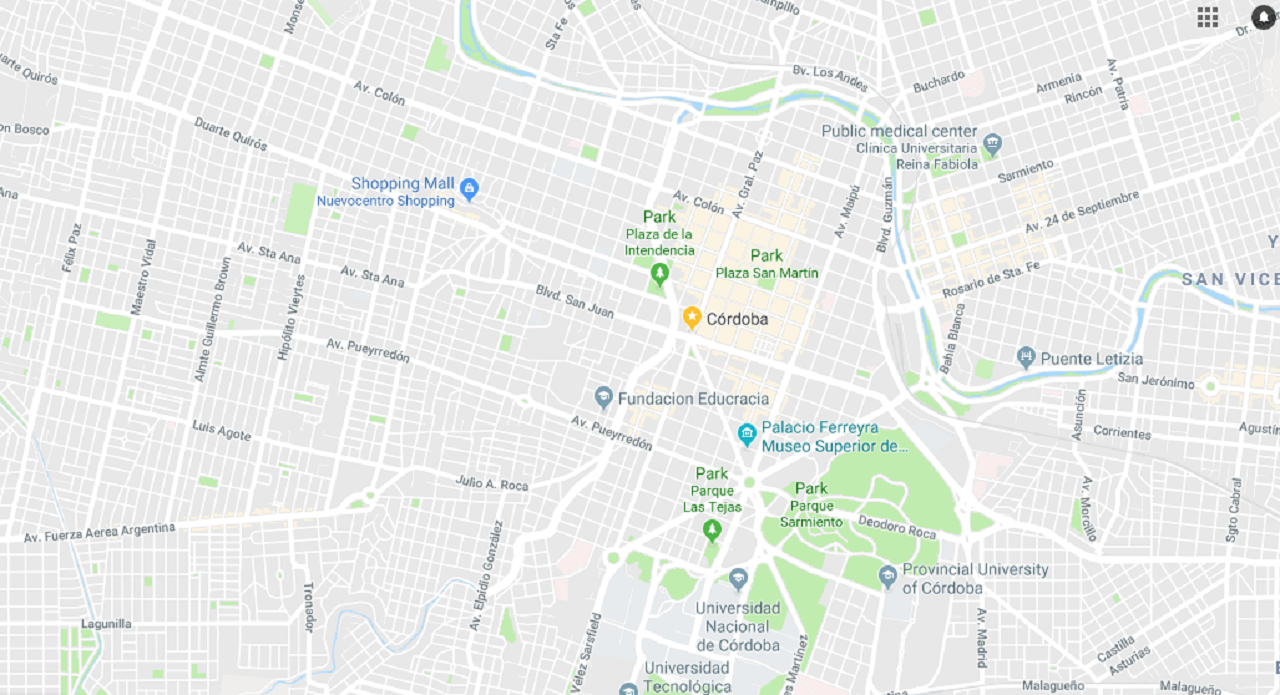 Sta Fe
Av. Colón
Duarte Quirós
Bv. Los Andes
Buchardo
Armenia
Rincón
Av. Patria
Public medical center
Clínica Universitaria
Reina Fabiola
Sarmiento
Shopping Mall
Nuevocentro Shopping
Av. Colón
Av. Gral. Paz
Av. Maipú
Blvd. Guzmán
Av. 24 de Septiembre
Park
Plaza de la
Intendencia
Park
Plaza San Martin
Félix Paz
Maestro Vidal
Av. Sta Ana
Av. Sta Ana
Almte Guillermo Brown
Hipólito Vieytes
Blvd. San Juan
Rosario de Sta. Fe
SAN VICE
Córdoba
Av. Pueyrredón
Bahía Blanca
Puente Letizia
San Jerónimo
Fundacion Educracia
Asunción
Av. Pueyrredón
Palacio Ferreyra
Museo Superior de...
Luis Agote
Corrientes
Agustín
Julio A. Roca
Park
Parque
Las Tejas
Park
Parque
Sarmiento
Deodoro Roca
Av. Morcillo
Sgto Cabral
Av. Fuerza Aerea Argentina
Av. Elpidio González
Provincial University
of Córdoba
Universidad
Nacional
de Córdoba
Tronador
Lagunilla
Vélez Sarsfield
Av. Madrid
Castilla
Asturias
Universidad
Tecnológica
Malagueño
Malagueño